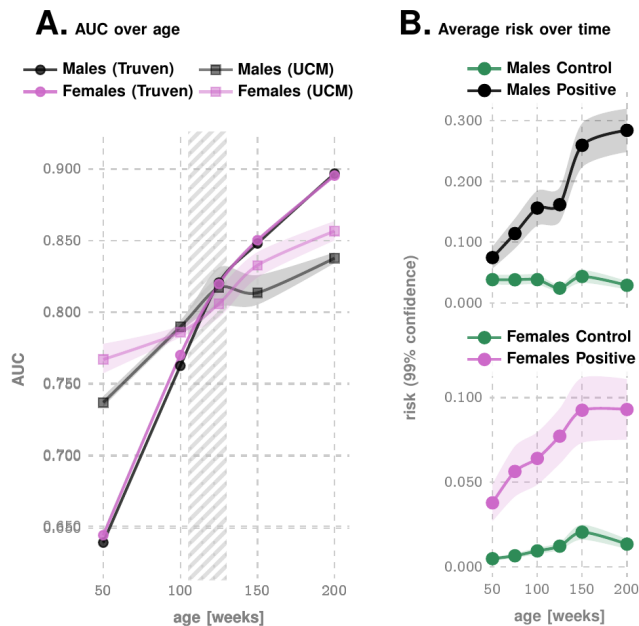 A. AUC over age
Males (Truven)
Females (Truven)
Males (UCM)
Females (UCM)
AUC
0.900
0.850
0.800
0.750
0.700
0.650
50
100
150
200
age [weeks]
B. Average risk over time
Males Control
Males Positive
risk (99% confidence)
0.300
0.200
0.100
0.000
Females Control
Females Positive
0.100
0.050
0.000
50
100
150
200
age [weeks]